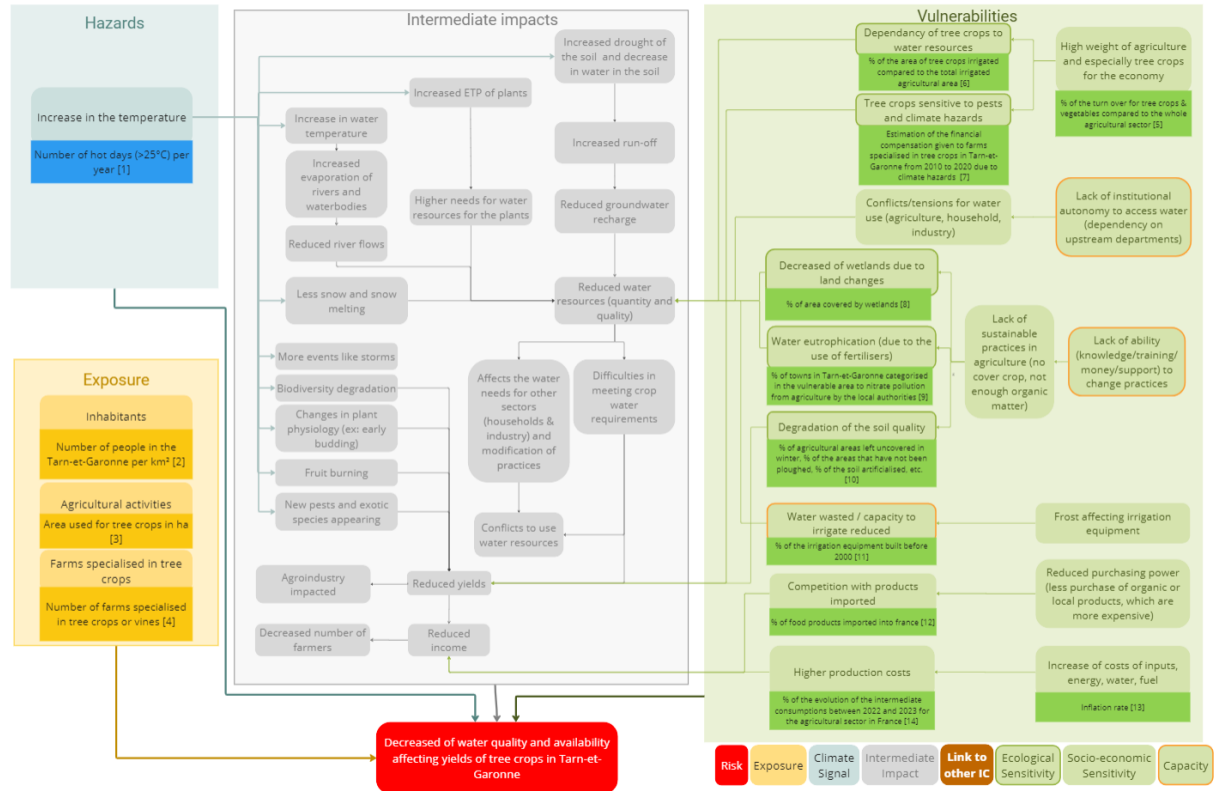 Hazards
Increase in the temperature
Number of hot days (>25°C) per
year [1]
Exposure
Inhabitants
Number of people in the
Tarn-et-Garonne per km² [2]
Agricultural activities
Area used for tree crops in ha
[3]
Farms specialised in tree
crops
Number of farms specialised
in tree crops or vines [4]
Intermediate impacts
Increased drought of
the soil and decrease
in water in the soil
Increased ETP of plants
Increase in water
temperature
Increased
evaporation of
rivers and
waterbodies
Increased run-off
Higher needs for water
resources for the plants
Reduced groundwater
recharge
Reduced river flows
Less snow and snow
melting
Reduced water
resources (quantity and
quality)
More events like storms
Biodiversity degradation
Changes in plant
physiology (ex: early
budding)
Fruit burning
New pests and exotic
species appearing
Affects the water
needs for other
sectors
(households &
industry) and
modification of
practices
Difficulties in
meeting crop
water
requirements
Conflicts to use
water resources
Agroindustry
impacted
Reduced yields
Decreased number of
farmers
Reduced
income
Vulnerabilities
Dependancy of tree crops to
water resources
% of the area of tree crops irrigated
compared to the total irrigated
agricultural area [6]
High weight of agriculture
and especially tree crops
for the economy
% of the turn over for tree crops &
vegetables compared to the whole
agricultural sector [5]
Tree crops sensitive to pests
and climate hazards
Estimation of the financial
compensation given to farms
specialised in tree crops in Tarn-et-
Garonne from 2010 to 2020 due to
climate hazards [7]
Conflicts/tensions for water
use (agriculture, household,
industry)
Lack of institutional
autonomy to access water
(dependency on
upstream departments)
Decreased of wetlands due to
land changes
% of area covered by wetlands [8]
Water eutrophication (due to the
use of fertilisers)
% of towns in Tarn-et-Garonne categorised
in the vulnerable area to nitrate pollution
from agriculture by the local authorities [9]
Lack of
sustainable
practices in
agriculture (no
cover crop, not
enough organic
matter)
Lack of ability
(knowledge/training/
money/support) to
change practices
Degradation of the soil quality
% of agricultural areas left uncovered in
winter, % of the areas that have not been
ploughed, % of the soil artificialised, etc.
[10]
Water wasted / capacity to
irrigate reduced
% of the irrigation equipment built before
2000 [11]
Frost affecting irrigation
equipment
Competition with products
imported
% of food products imported into france [12]
Reduced purchasing power
(less purchase of organic or
local products, which are
more expensive)
Higher production costs
% of the evolution of the intermediate
consumptions between 2022 and 2023 for
the agricultural sector in France [14]
Increase of costs of inputs,
energy, water, fuel
Inflation rate [13]
Decreased of water quality and availability
affecting yields of tree crops in Tarn-et-
Garonne
Risk
Exposure
Climate
Signal
Intermediate
Impact
Link to
other IC
Ecological
Sensitivity
Socio-economic
Sensitivity
Capacity